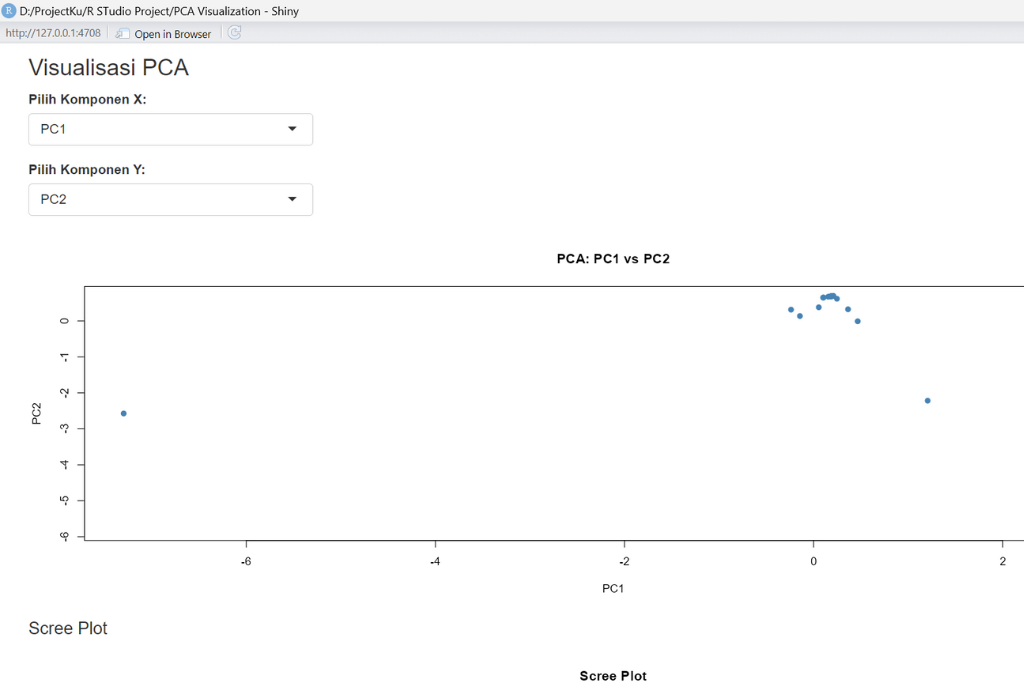 R D:/ProjectKu/R STudio Project/PCA Visualization - Shiny
http://127.0.0.1:4708 Open in Browser
Visualisasi PCA
Pilih Komponen X:
PC1
Pilih Komponen Y:
PC2
PCA: PC1 vs PC2
0
-1
-2
-3
-4
-5
-6
PC2
-6 -4 -2 0 2
PC1
Scree Plot
Scree Plot